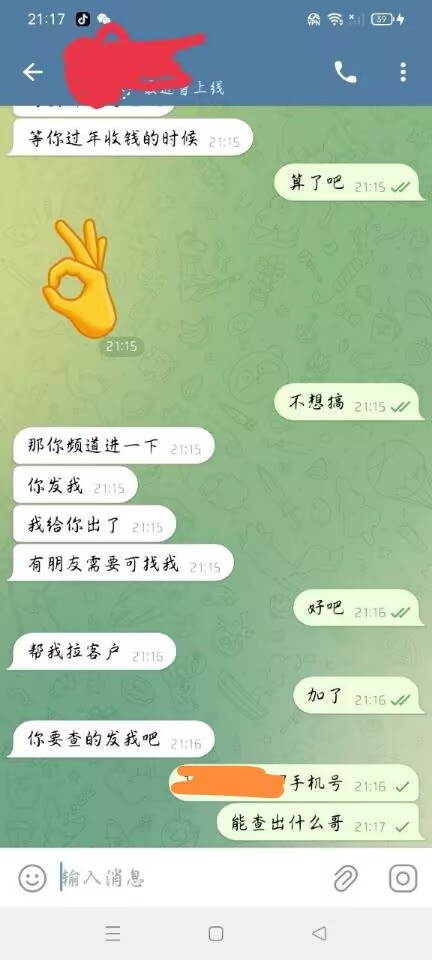 21:17
39
最近曾上线
等你过年收钱的时候 21:15
算了吧 21:15
21:15
不想搞 21:15
那你频道进一下 21:15
你发我 21:15
我给你出了 21:15
有朋友需要可找我 21:15
好吧 21:16
帮我拉客户 21:16
加了 21:16
你要查的发我吧 21:16
手机号 21:16
能查出什么哥 21:17
输入消息